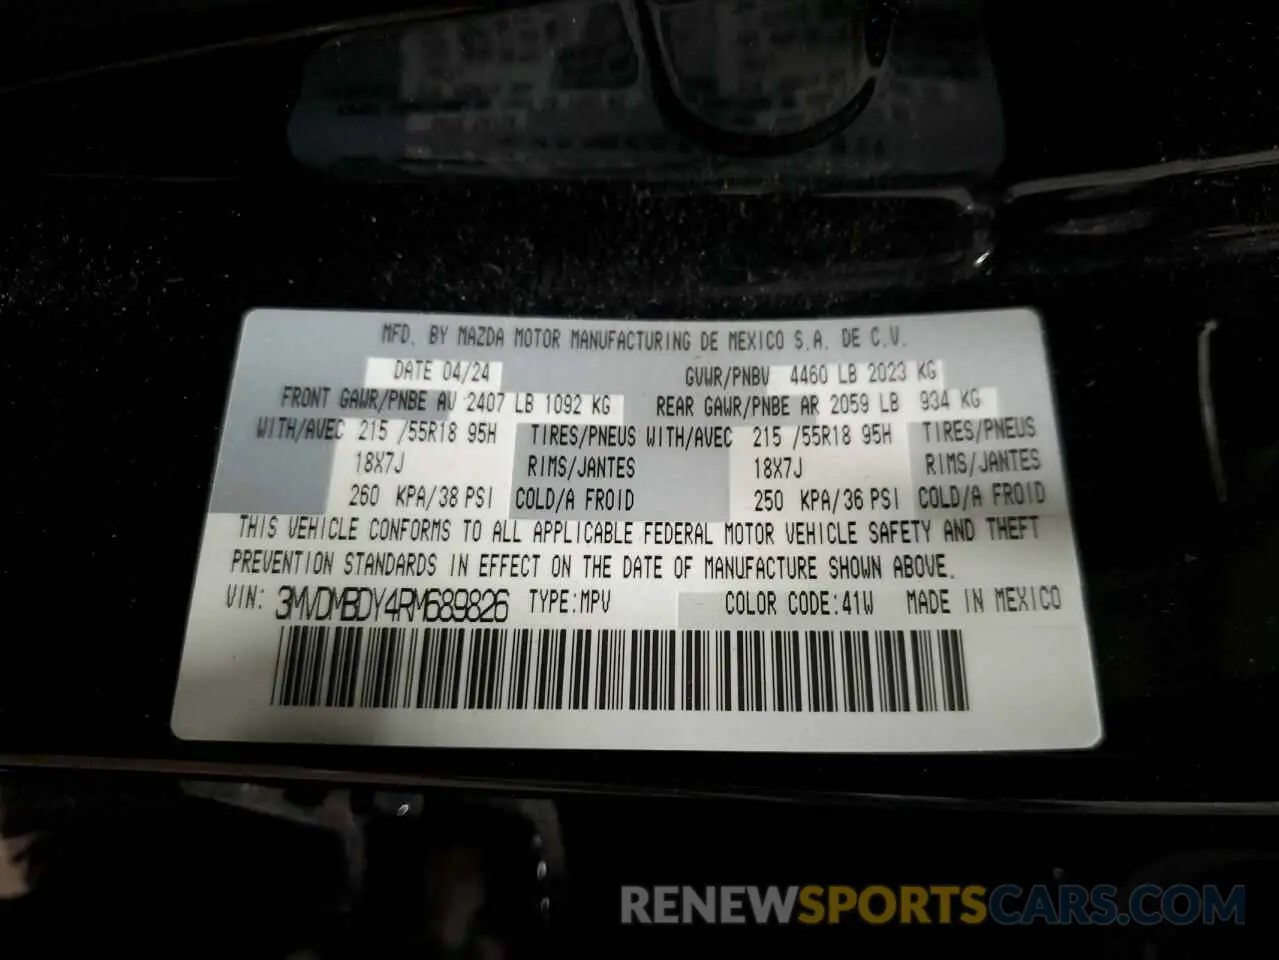 MFD. BY MAZDA MOTOR MANUFACTURING DE MEXICO S.A. DE C.V.
DATE 04/24 GVWR/PNBV 4460 LB 2023 KG
FRONT GAWR/PNBE AV 2407 LB 1092 KG REAR GAWR/PNBE AR 2059 LB 934 KG
WITH/AVEC 215 /55R18 95H TIRES/PNEUS WITH/AVEC 215 /55R18 95H TIRES/PNEUS
18X7J RIMS/JANTES 18X7J RIMS/JANTES
260 KPA/38 PSI COLD/A FROID 250 KPA/36 PSI COLD/A FROID
THIS VEHICLE CONFORMS TO ALL APPLICABLE FEDERAL MOTOR VEHICLE SAFETY AND THEFT
PREVENTION STANDARDS IN EFFECT ON THE DATE OF MANUFACTURE SHOWN ABOVE.
VIN: 3MVDMBDY4RM689826 TYPE:MPV COLOR CODE:41W MADE IN MEXICO
RENEWSPORTSCARS.COM